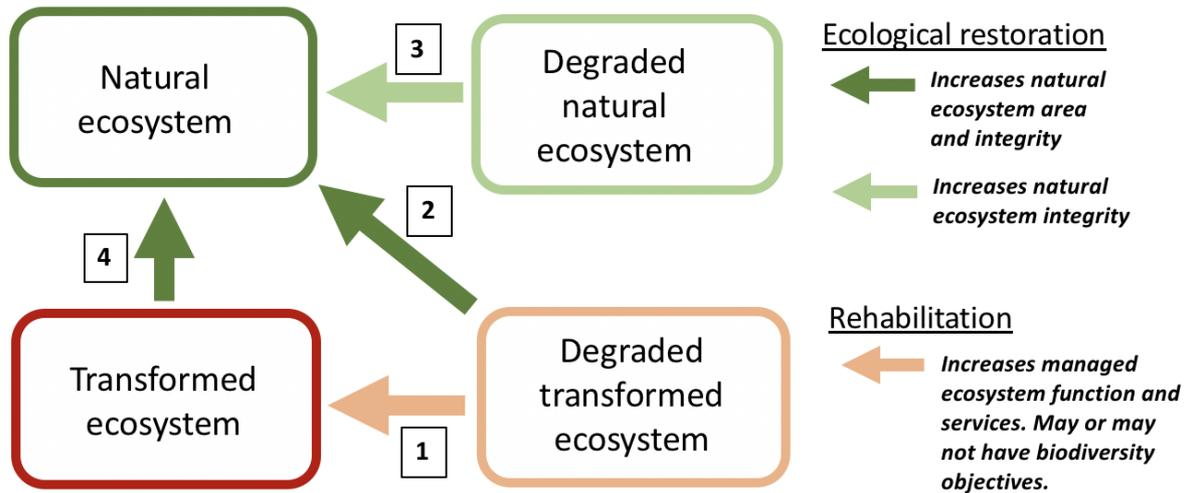 Natural
ecosystem
3
Degraded
natural
ecosystem
Ecological restoration
Increases natural
ecosystem area
and integrity
Increases natural
ecosystem integrity
2
4
Transformed
ecosystem
1
Degraded
transformed
ecosystem
Rehabilitation
Increases managed
ecosystem function and
services. May or may
not have biodiversity
objectives.